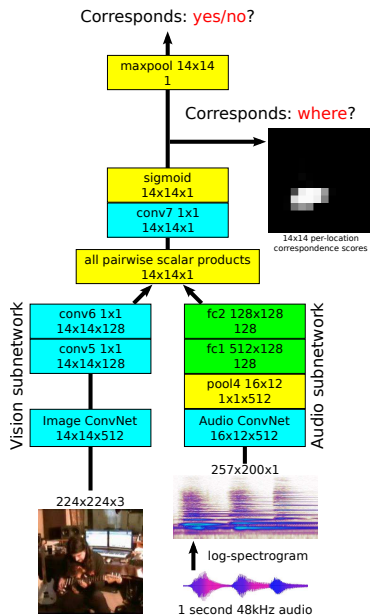 Corresponds: yes/no?
maxpool 14x14
1
Corresponds: where?
sigmoid
14x14x1
conv7 1x1
14x14x1
14x14 per-location
correspondence scores
all pairwise scalar products
14x14x1
Vision subnetwork
conv6 1x1
14x14x128
conv5 1x1
14x14x128
Image ConvNet
14x14x512
224x224x3
fc2 128x128
128
fc1 512x128
128
pool4 16x12
1x1x512
Audio ConvNet
16x12x512
Audio subnetwork
257x200x1
log-spectrogram
1 second 48kHz audio